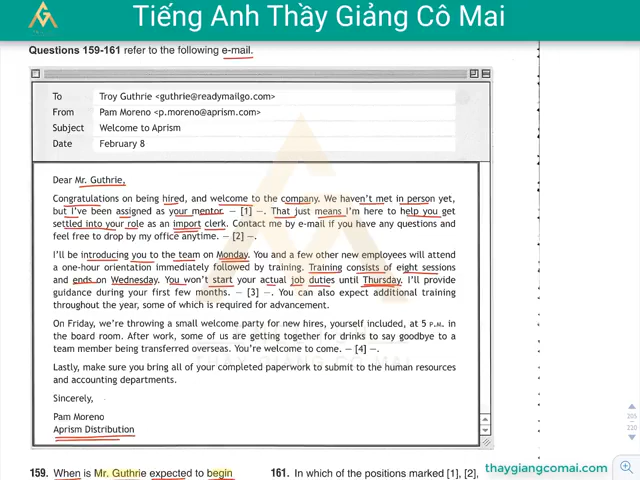 Tiếng Anh Thầy Giảng Cô Mai
Questions 159-161 refer to the following e-mail.
To Troy Guthrie <guthrie@readymailgo.com>
From Pam Moreno <p.moreno@aprism.com>
Subject Welcome to Aprism
Date February 8
Dear Mr. Guthrie,
Congratulations on being hired, and welcome to the company. We haven't met in person yet,
but I've been assigned as your mentor. — [1] —. That just means I'm here to help you get
settled into your role as an import clerk. Contact me by e-mail if you have any questions and
feel free to drop by my office anytime. — [2] —.
I'll be introducing you to the team on Monday. You and a few other new employees will attend
a one-hour orientation immediately followed by training. Training consists of eight sessions
and ends on Wednesday. You won't start your actual job duties until Thursday. I'll provide
guidance during your first few months. — [3] —. You can also expect additional training
throughout the year, some of which is required for advancement.
On Friday, we're throwing a small welcome party for new hires, yourself included, at 5 P.M. in
the board room. After work, some of us are getting together for drinks to say goodbye to a
team member being transferred overseas. You're welcome to come. — [4] —.
THAY GIANG CO MAI
Lastly, make sure you bring all of your completed paperwork to submit to the human resources
and accounting departments.
Sincerely,
Pam Moreno
Aprism Distribution
205
220
thaygiangcomai.com
159. When is Mr. Guthrie expected to begin
161. In which of the positions marked [1], [2],